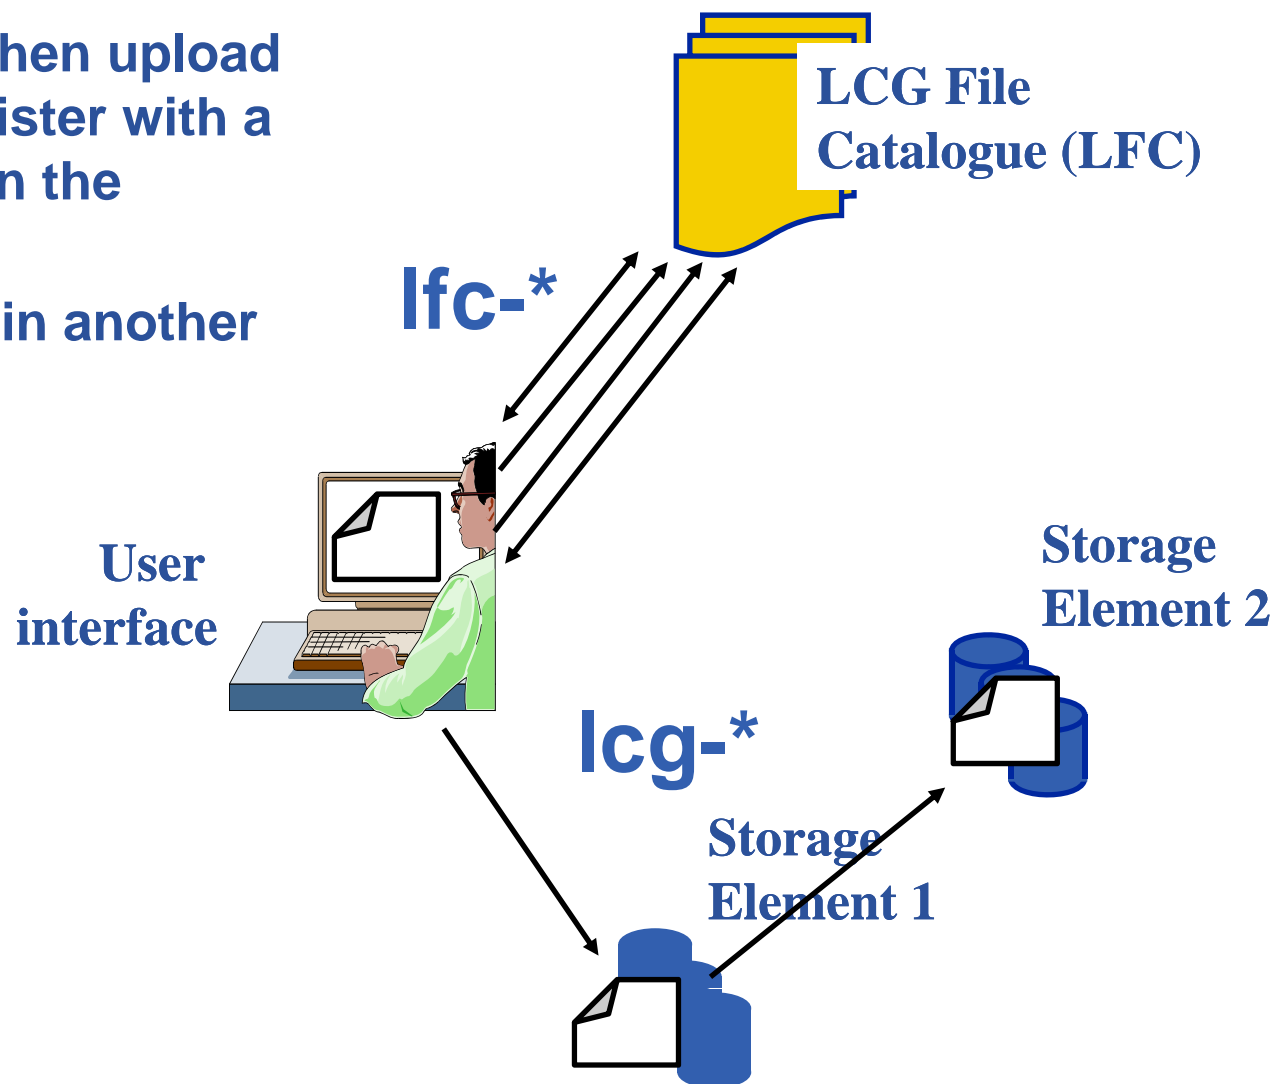 hen upload
ister with a
n the
in another
LCG File
Catalogue (LFC)
lfc-*
User
interface
Storage
Element 2
lcg-*
Storage
Element 1